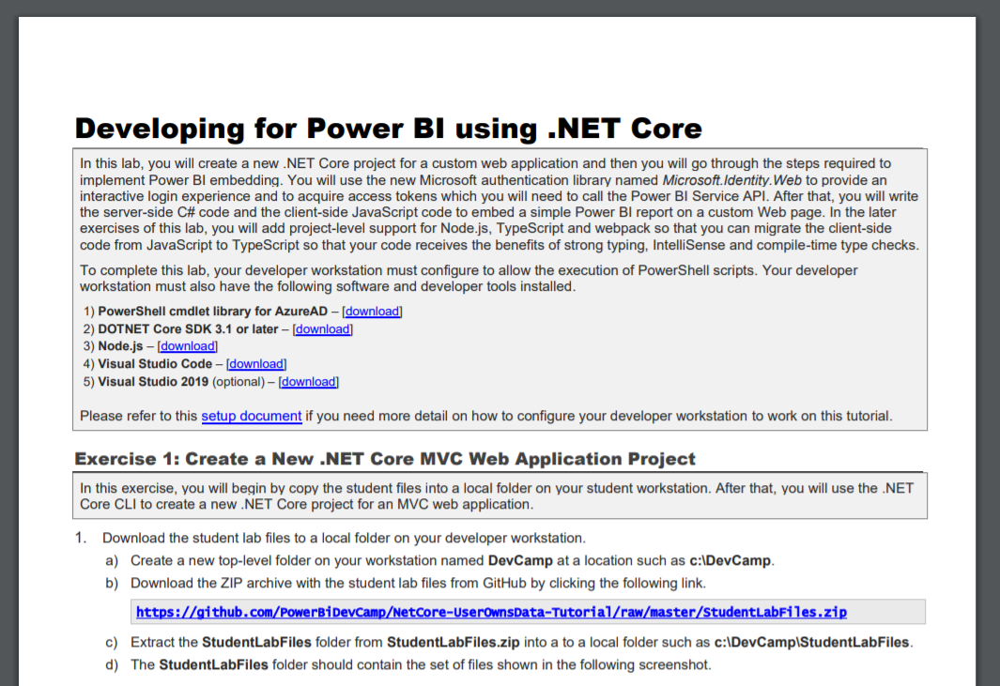 Developing for Power BI using .NET Core
In this lab, you will create a new .NET Core project for a custom web application and then you will go through the steps required to
implement Power BI embedding. You will use the new Microsoft authentication library named Microsoft.Identity.Web to provide an
interactive login experience and to acquire access tokens which you will need to call the Power BI Service API. After that, you will write
the server-side C# code and the client-side JavaScript code to embed a simple Power BI report on a custom Web page. In the later
exercises of this lab, you will add project-level support for Node.js, TypeScript and webpack so that you can migrate the client-side
code from JavaScript to TypeScript so that your code receives the benefits of strong typing, IntelliSense and compile-time type checks.
To complete this lab, your developer workstation must configure to allow the execution of PowerShell scripts. Your developer
workstation must also have the following software and developer tools installed.
1) PowerShell cmdlet library for AzureAD – [download]
2) DOTNET Core SDK 3.1 or later – [download]
3) Node.js – [download]
4) Visual Studio Code – [download]
5) Visual Studio 2019 (optional) – [download]
Please refer to this setup document if you need more detail on how to configure your developer workstation to work on this tutorial.
Exercise 1: Create a New .NET Core MVC Web Application Project
In this exercise, you will begin by copy the student files into a local folder on your student workstation. After that, you will use the .NET
Core CLI to create a new .NET Core project for an MVC web application.
1. Download the student lab files to a local folder on your developer workstation.
a) Create a new top-level folder on your workstation named DevCamp at a location such as c:\DevCamp.
b) Download the ZIP archive with the student lab files from GitHub by clicking the following link.
https://github.com/PowerBiDevCamp/NetCore-UserOwnsData-Tutorial/raw/master/StudentLabFiles.zip
c) Extract the StudentLabFiles folder from StudentLabFiles.zip into a to a local folder such as c:\DevCamp\StudentLabFiles.
d) The StudentLabFiles folder should contain the set of files shown in the following screenshot.